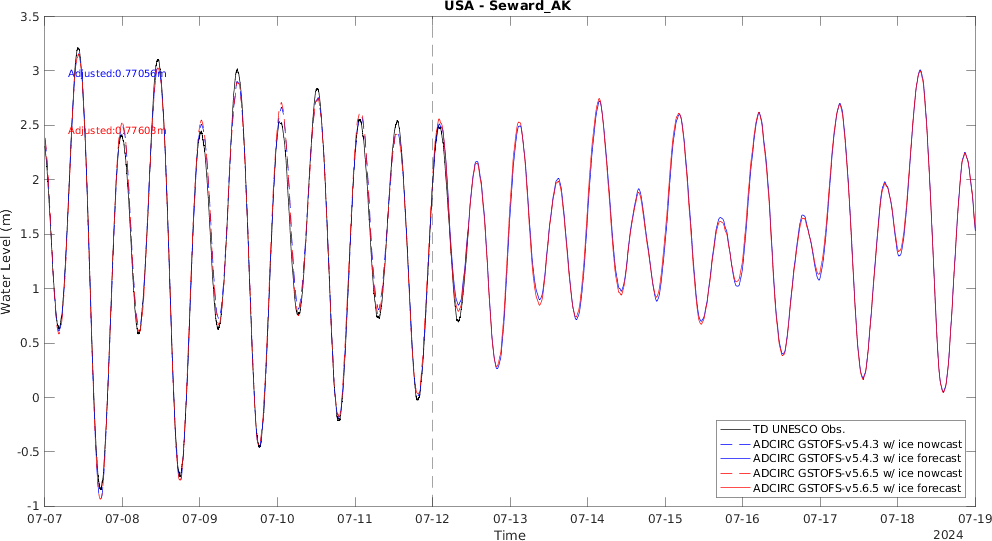 USA - Seward_AK
3.5
3
2.5
2
1.5
1
0.5
0
-0.5
-1
Water Level (m)
Adjusted:0.77056m
Adjusted:0.77603m
TD UNESCO Obs.
ADCIRC GSTOFS-v5.4.3 w/ ice nowcast
ADCIRC GSTOFS-v5.4.3 w/ ice forecast
ADCIRC GSTOFS-v5.6.5 w/ ice nowcast
ADCIRC GSTOFS-v5.6.5 w/ ice forecast
07-07 07-08 07-09 07-10 07-11 07-12 07-13 07-14 07-15 07-16 07-17 07-18 07-19
Time
2024